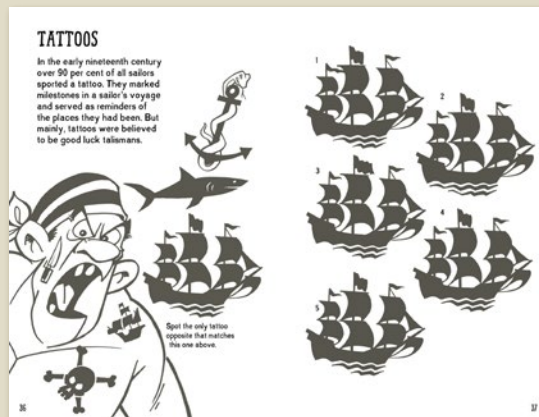 TATTOOS
In the early nineteenth century
over 90 per cent of all sailors
sported a tattoo. They marked
milestones in a sailor's voyage
and served as reminders of
the places they had been. But
mainly, tattoos were believed
to be good luck talismans.
Spot the only tattoo
opposite that matches
this one above.
36
1
2
3
4
5
37